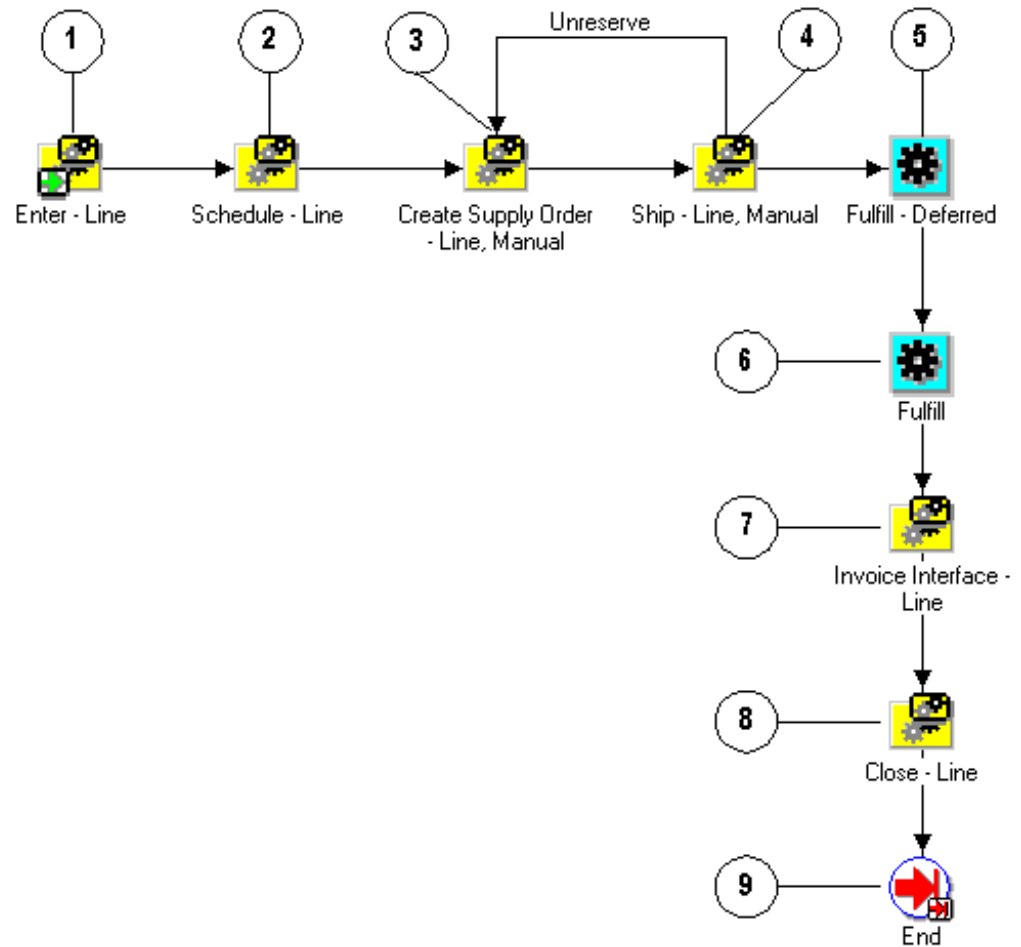 1
2
3
Unreserve
4
5
Enter - Line
Schedule - Line
Create Supply Order
- Line, Manual
Ship - Line, Manual
Fulfill - Deferred
6
Fulfill
7
Invoice Interface -
Line
8
Close - Line
9
End